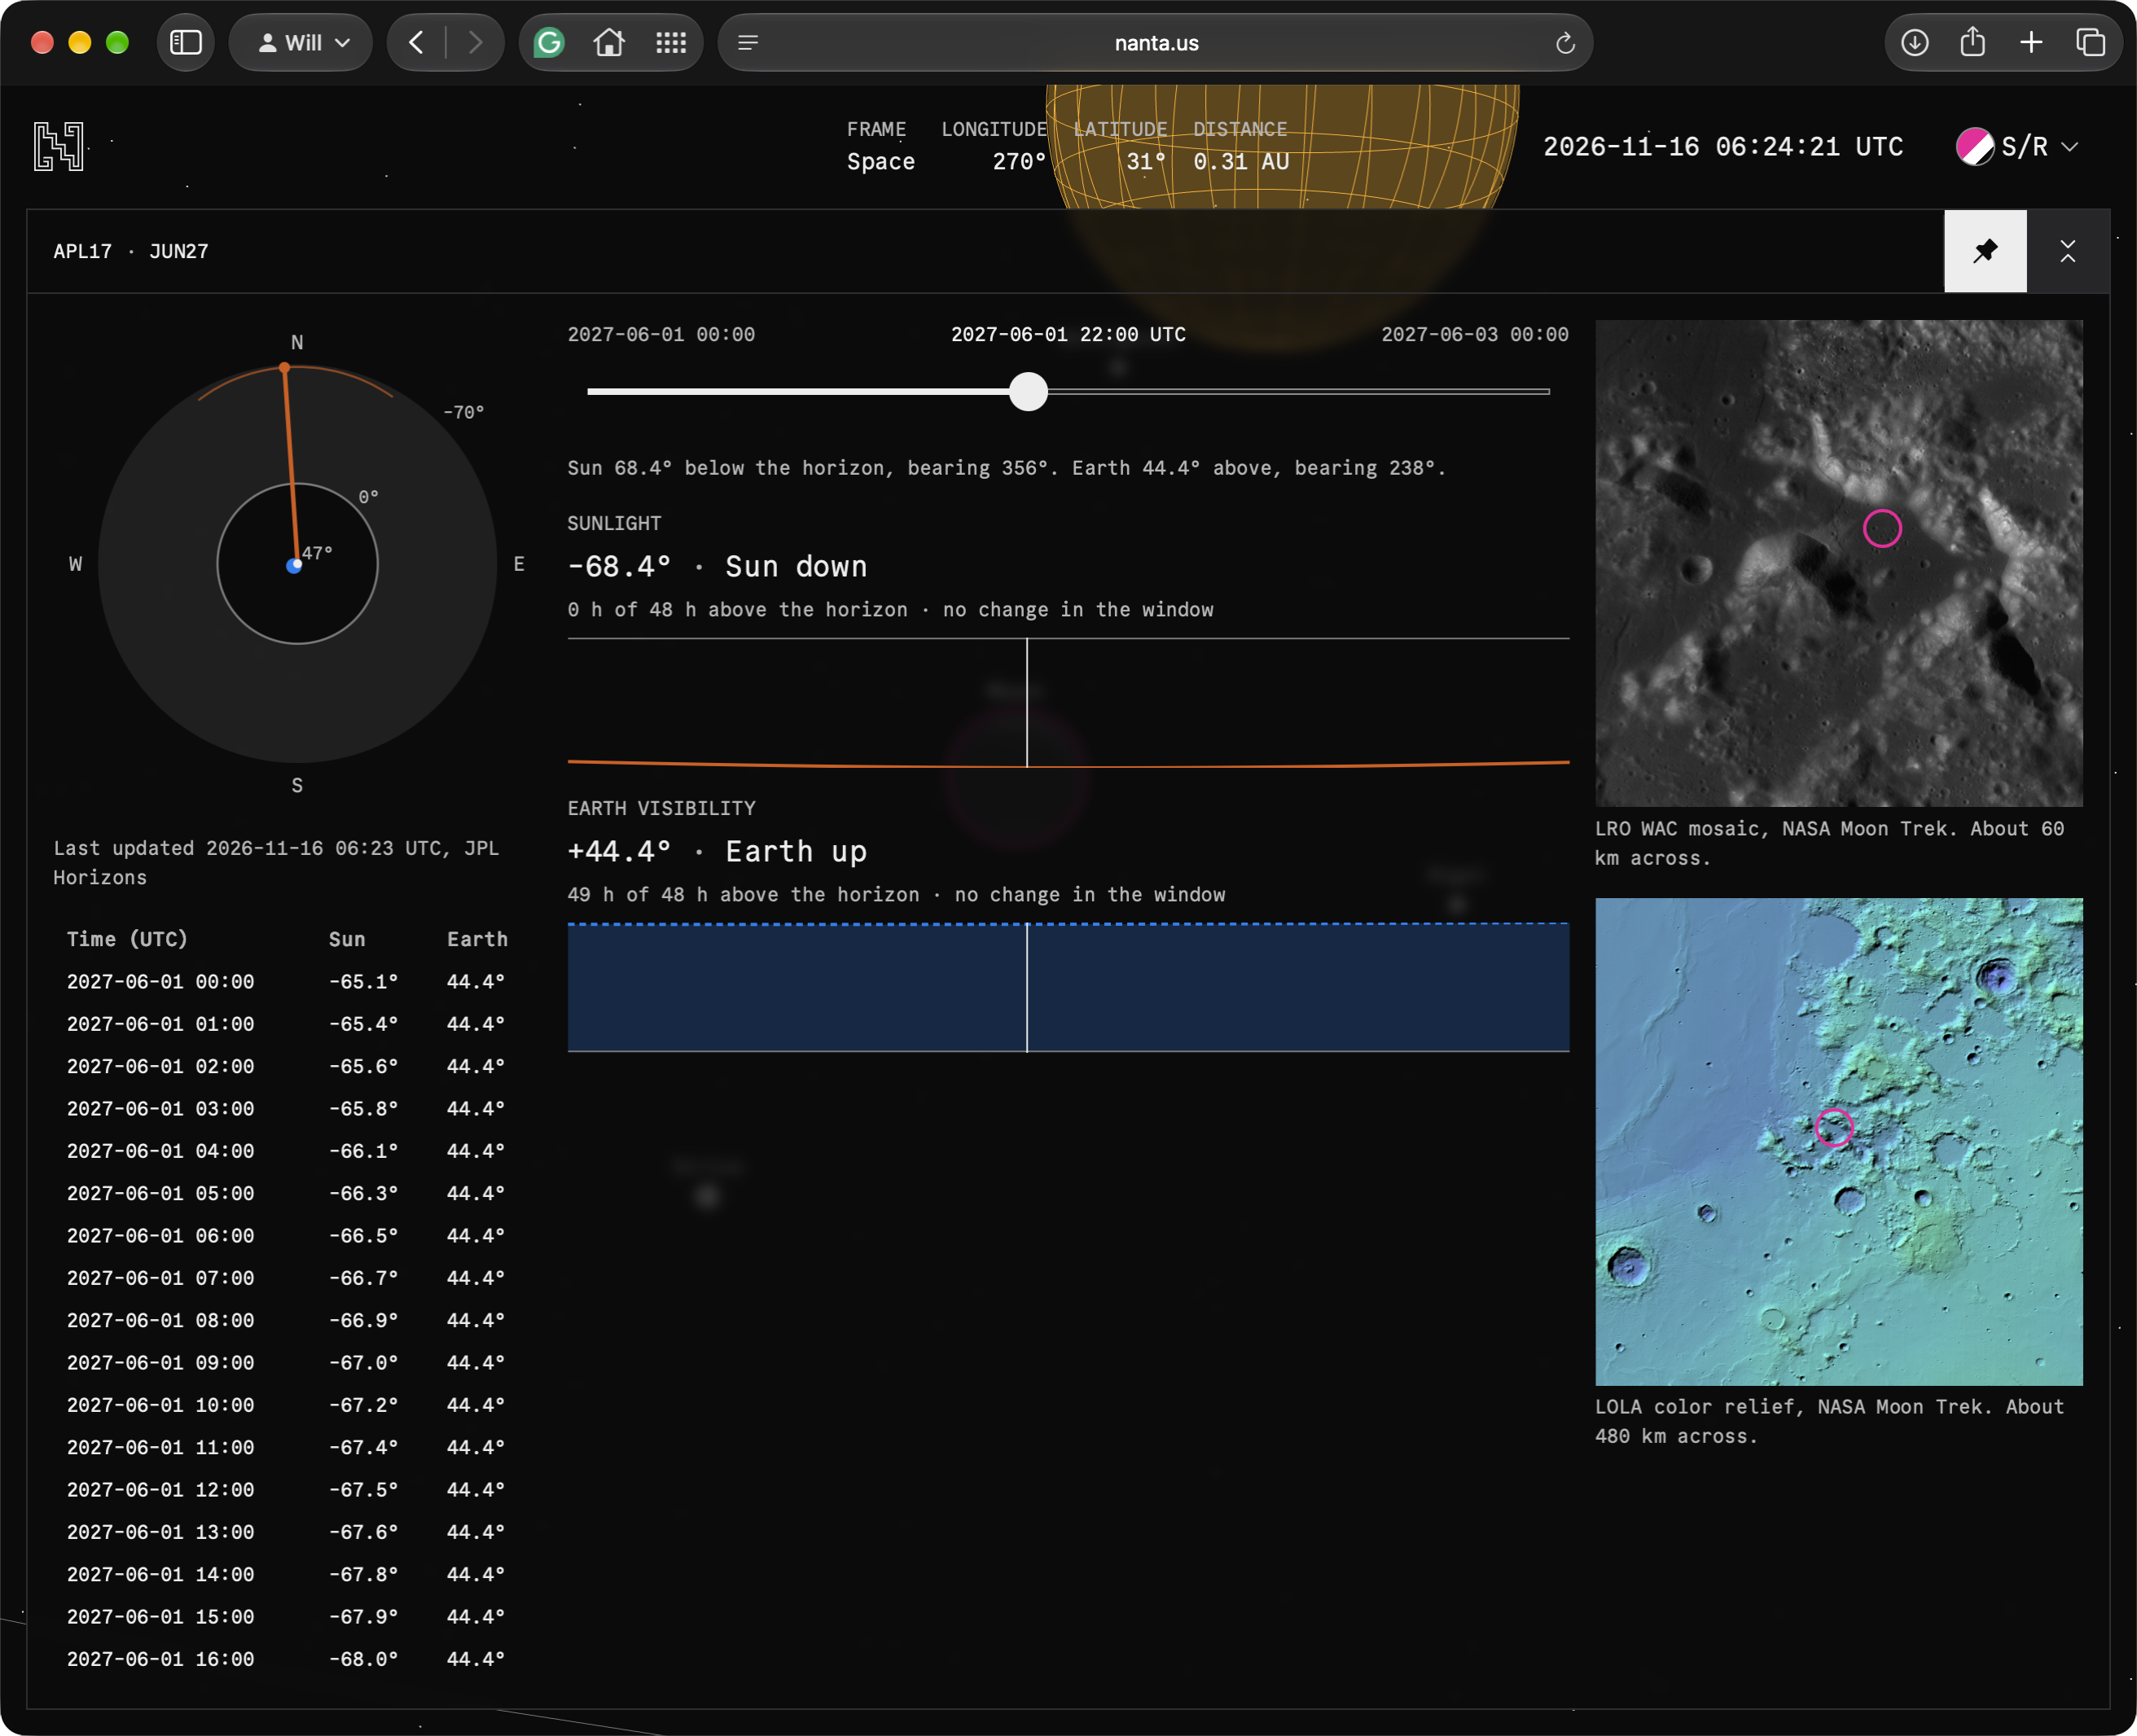 Will
nanta.us
FRAME LONGITUDE LATITUDE DISTANCE
Space 270° 31° 0.31 AU
2026-11-16 06:24:21 UTC
S/R
APL17 · JUN27
N
-70°
0°
47°
W
E
S
Last updated 2026-11-16 06:23 UTC, JPL
Horizons
Time (UTC) Sun Earth
2027-06-01 00:00 -65.1° 44.4°
2027-06-01 01:00 -65.4° 44.4°
2027-06-01 02:00 -65.6° 44.4°
2027-06-01 03:00 -65.8° 44.4°
2027-06-01 04:00 -66.1° 44.4°
2027-06-01 05:00 -66.3° 44.4°
2027-06-01 06:00 -66.5° 44.4°
2027-06-01 07:00 -66.7° 44.4°
2027-06-01 08:00 -66.9° 44.4°
2027-06-01 09:00 -67.0° 44.4°
2027-06-01 10:00 -67.2° 44.4°
2027-06-01 11:00 -67.4° 44.4°
2027-06-01 12:00 -67.5° 44.4°
2027-06-01 13:00 -67.6° 44.4°
2027-06-01 14:00 -67.8° 44.4°
2027-06-01 15:00 -67.9° 44.4°
2027-06-01 16:00 -68.0° 44.4°
2027-06-01 00:00 2027-06-01 22:00 UTC 2027-06-03 00:00
Sun 68.4° below the horizon, bearing 356°. Earth 44.4° above, bearing 238°.
SUNLIGHT
-68.4° · Sun down
0 h of 48 h above the horizon · no change in the window
EARTH VISIBILITY
+44.4° · Earth up
49 h of 48 h above the horizon · no change in the window
LRO WAC mosaic, NASA Moon Trek. About 60
km across.
LOLA color relief, NASA Moon Trek. About
480 km across.